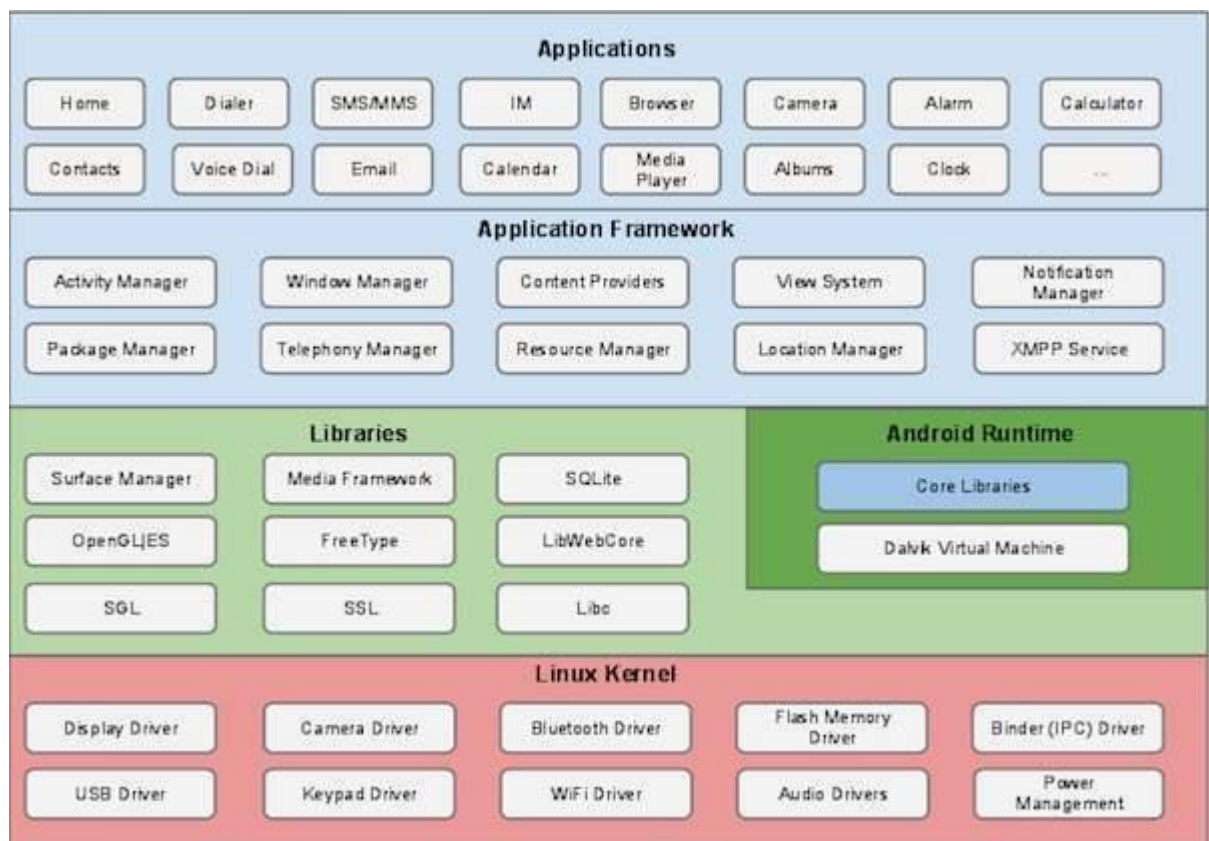 Applications
Home
Dialer
SMS/MMS
IM
Browser
Camera
Alarm
Calculator
Contacts
Voice Dial
Email
Calendar
Media
Player
Albums
Clock
...
Application Framework
Activity Manager
Window Manager
Content Providers
View System
Notification
Manager
Package Manager
Telephony Manager
Resource Manager
Location Manager
XMPP Service
Libraries
Surface Manager
Media Framework
SQLite
OpenGL|ES
FreeType
LibWebCore
SGL
SSL
Libc
Android Runtime
Core Libraries
Dalvik Virtual Machine
Linux Kernel
Display Driver
Camera Driver
Bluetooth Driver
Flash Memory
Driver
Binder (IPC) Driver
USB Driver
Keypad Driver
WiFi Driver
Audio Drivers
Power
Management